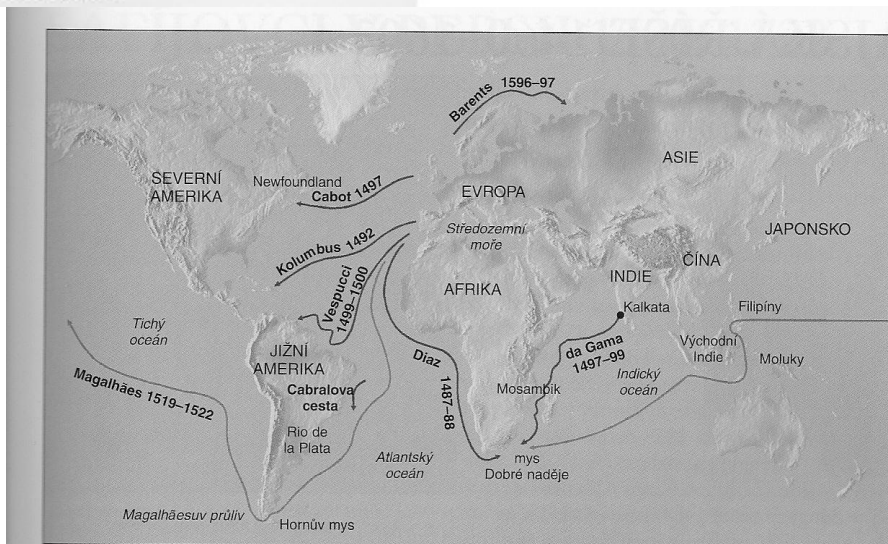 Barents 1596–97
ASIE
SEVERNÍ
AMERIKA
Newfoundland
Cabot 1497
EVROPA
Středozemní
moře
JAPONSKO
Kolumbus 1492
ČÍNA
INDIE
AFRIKA
Vespucci
1499–1500
Kalkata
Filipíny
Tichý
oceán
Východní
Indie
Moluky
da Gama
1497–99
Indický
oceán
JIŽNÍ
AMERIKA
Diaz 1487–88
Magalhães 1519–1522
Cabralova
cesta
Mosambik
Rio de
la Plata
Atlantský
oceán
mys
Dobré naděje
Magalhãesuv průliv
Hornův mys